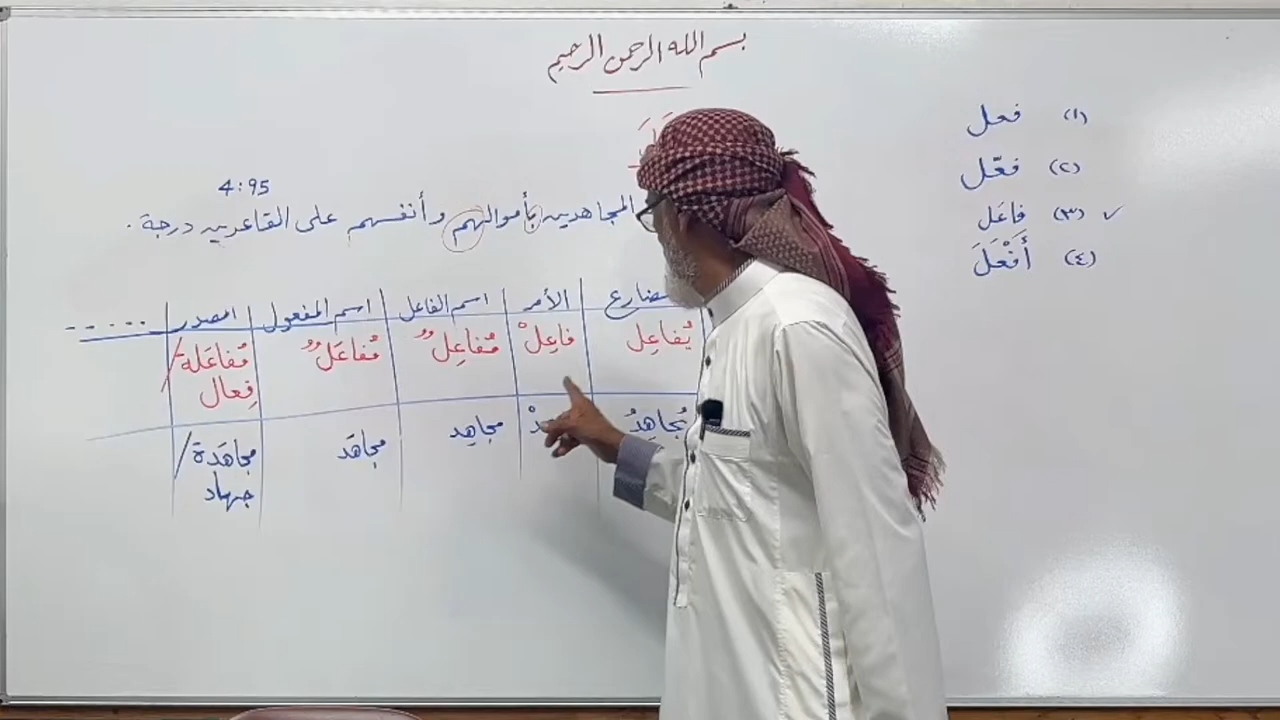 بسم الله الرحمن الرحيم
(١) فعل
(٢) فعّل
(٣) فاعَل ✓
(٤) أَفْعَلَ
4:95
المجاهدين بأموالهم وأنفسهم على القاعدين درجة .
الأمر | اسم الفاعل | اسم المفعول | المصدر | -----
يُفاعِل | فاعِلْ | مُفاعِلٌ | مُفاعَلٌ | مُفاعَلة /
فِعال
يُجاهِدُ | مجاهِد | مجاهَد | مجاهَدة /
جهاد